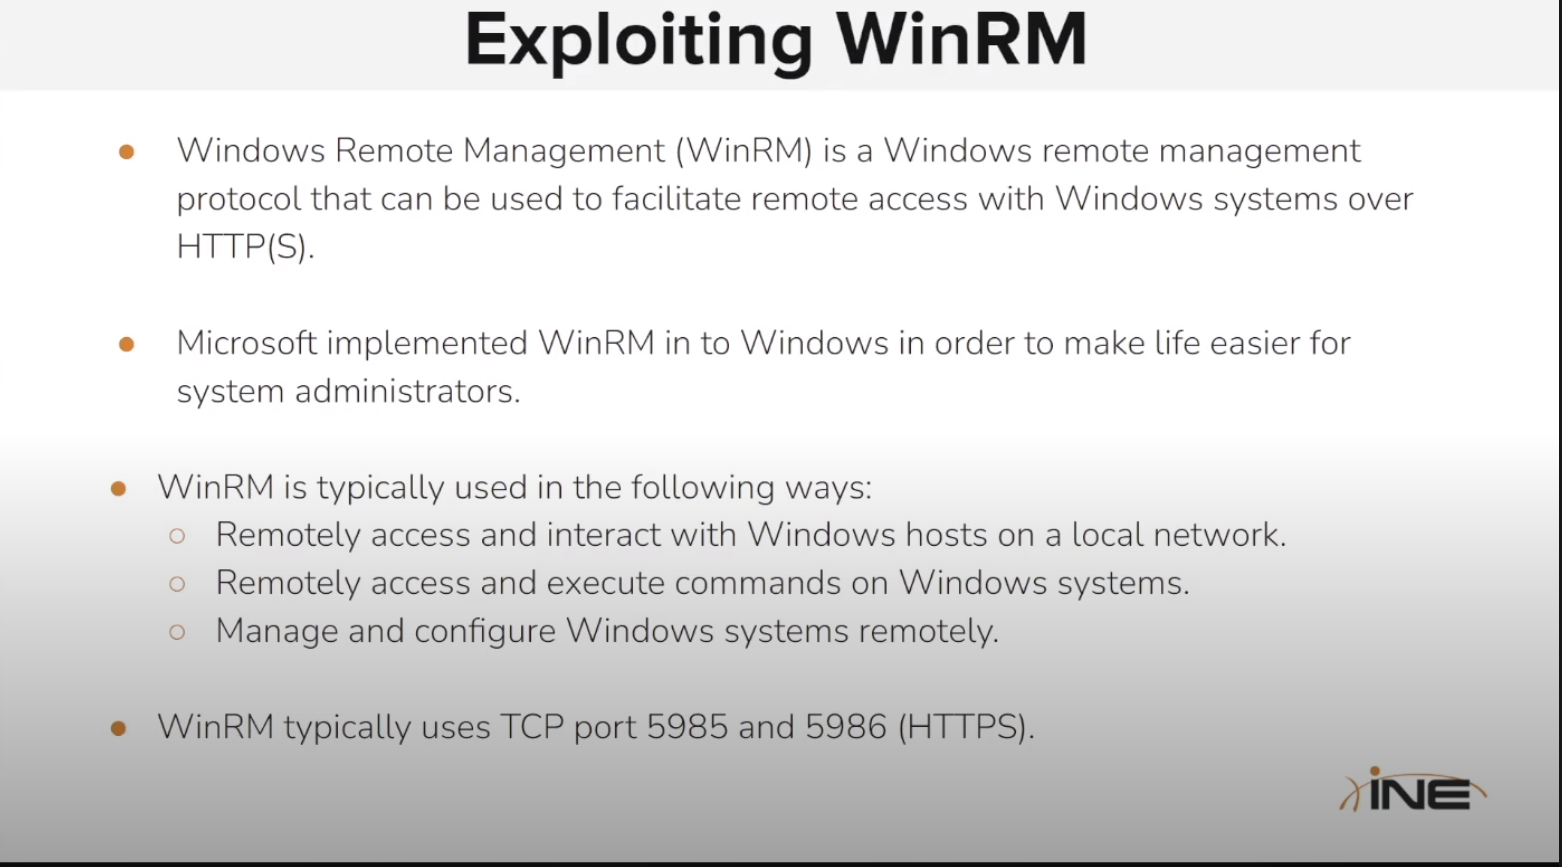 Exploiting WinRM
● Windows Remote Management (WinRM) is a Windows remote management
protocol that can be used to facilitate remote access with Windows systems over
HTTP(S).
● Microsoft implemented WinRM in to Windows in order to make life easier for
system administrators.
● WinRM is typically used in the following ways:
○ Remotely access and interact with Windows hosts on a local network.
○ Remotely access and execute commands on Windows systems.
○ Manage and configure Windows systems remotely.
● WinRM typically uses TCP port 5985 and 5986 (HTTPS).
iNE